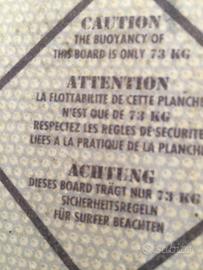 CAUTION
THE BUOYANCY OF
THIS BOARD IS ONLY 73 KG
ATTENTION
LA FLOTTABILITE DE CETTE PLANCHE
N'EST QUE DE 73 KG
RESPECTEZ LES RÈGLES DE SECURITE
LIEES A LA PRATIQUE DE LA PLANCHE
ACHTUNG
DIESES BOARD TRÄGT NUR 73 KG
SICHERHEITSREGELN
FÜR SURFER BEACHTEN
subito